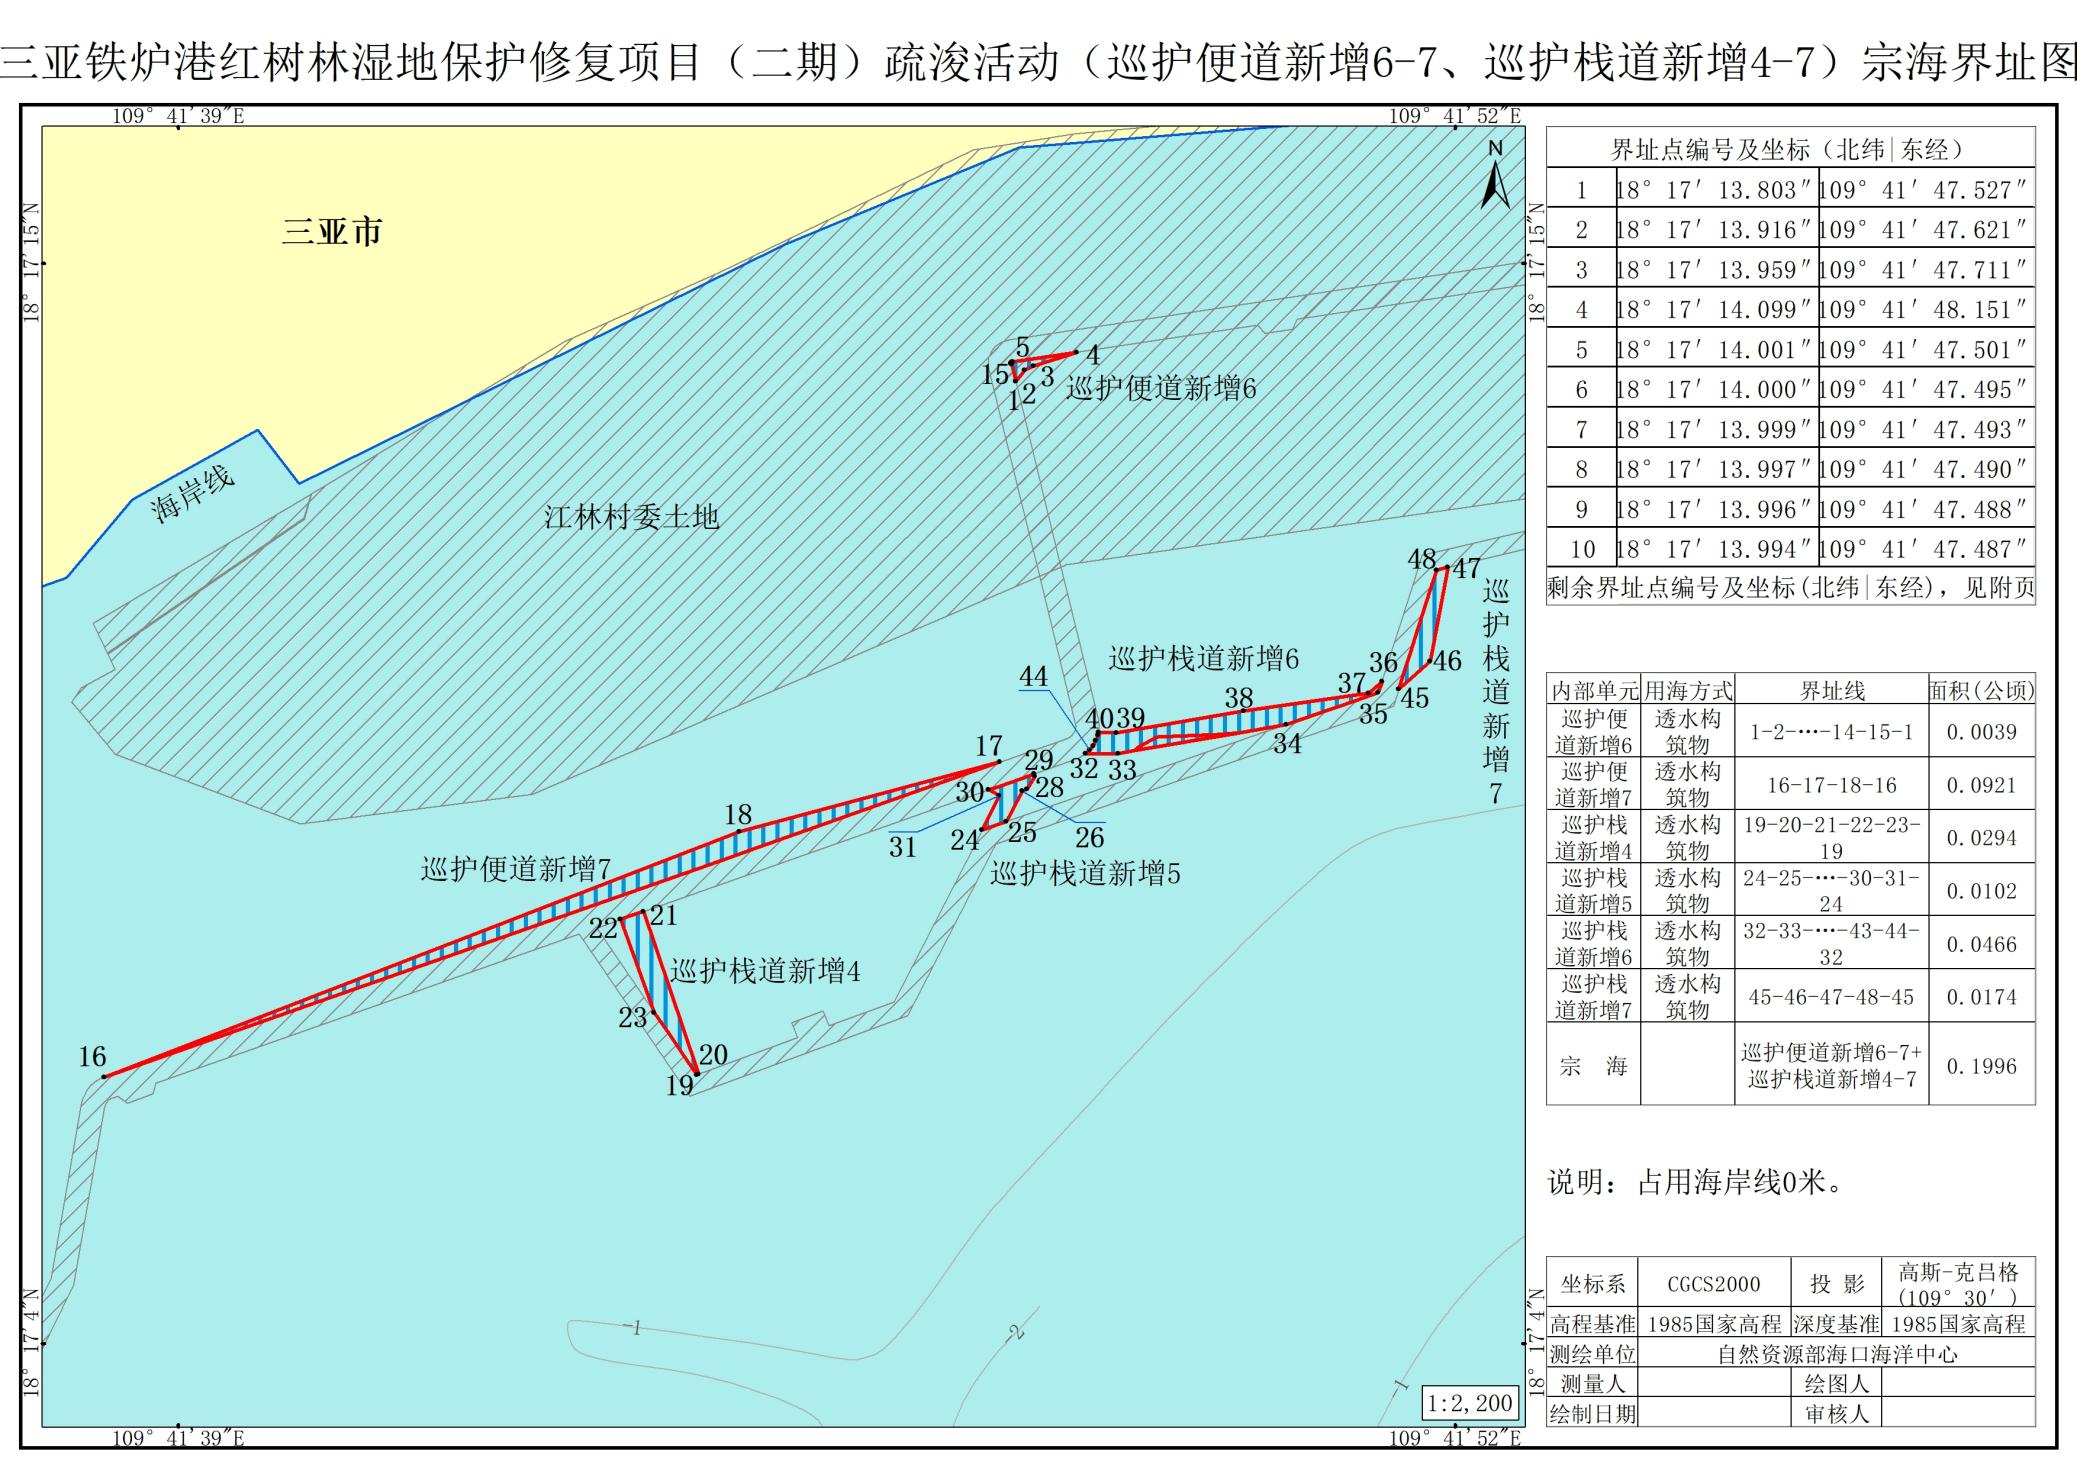 三亚铁炉港红树林湿地保护修复项目（二期）疏浚活动（巡护便道新增6-7、巡护栈道新增4-7）宗海界址图
109° 41′39″E
109° 41′52″E
18° 17′15″N
18° 17′15″N
N
三亚市
海岸线
江林村委土地
5
4
15
3
2
1
巡护便道新增6
48
47
巡护栈道新增7
46
45
巡护栈道新增6
36
37
35
38
34
44
40
39
32
33
17
29
30
28
31
24
25
26
巡护栈道新增5
18
巡护便道新增7
22
21
巡护栈道新增4
23
20
19
16
-1
-2
-1
1:2,200
18° 17′4″N
18° 17′4″N
109° 41′39″E
109° 41′52″E
界址点编号及坐标（北纬|东经）
1 18° 17′ 13.803″ 109° 41′ 47.527″
2 18° 17′ 13.916″ 109° 41′ 47.621″
3 18° 17′ 13.959″ 109° 41′ 47.711″
4 18° 17′ 14.099″ 109° 41′ 48.151″
5 18° 17′ 14.001″ 109° 41′ 47.501″
6 18° 17′ 14.000″ 109° 41′ 47.495″
7 18° 17′ 13.999″ 109° 41′ 47.493″
8 18° 17′ 13.997″ 109° 41′ 47.490″
9 18° 17′ 13.996″ 109° 41′ 47.488″
10 18° 17′ 13.994″ 109° 41′ 47.487″
剩余界址点编号及坐标(北纬|东经)，见附页
内部单元 用海方式 界址线 面积(公顷)
巡护便道新增6 透水构筑物 1-2-…-14-15-1 0.0039
巡护便道新增7 透水构筑物 16-17-18-16 0.0921
巡护栈道新增4 透水构筑物 19-20-21-22-23-19 0.0294
巡护栈道新增5 透水构筑物 24-25-…-30-31-24 0.0102
巡护栈道新增6 透水构筑物 32-33-…-43-44-32 0.0466
巡护栈道新增7 透水构筑物 45-46-47-48-45 0.0174
宗 海 巡护便道新增6-7+巡护栈道新增4-7 0.1996
说明：占用海岸线0米。
坐标系 CGCS2000 投 影 高斯-克吕格(109° 30′)
高程基准 1985国家高程 深度基准 1985国家高程
测绘单位 自然资源部海口海洋中心
测量人 绘图人
绘制日期 审核人